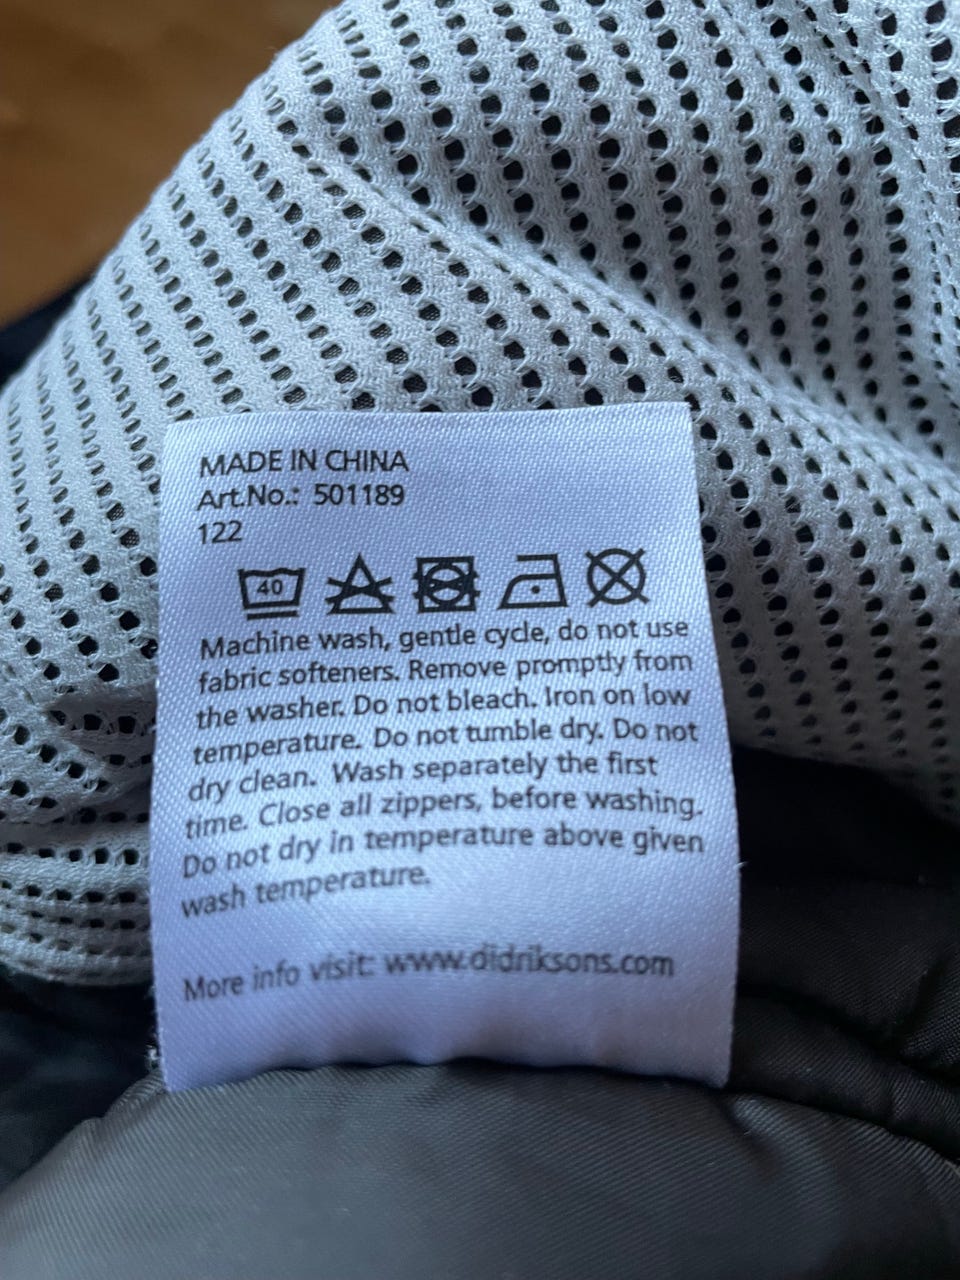 MADE IN CHINA
Art.No.: 501189
122
40
Machine wash, gentle cycle, do not use
fabric softeners. Remove promptly from
the washer. Do not bleach. Iron on low
temperature. Do not tumble dry. Do not
dry clean. Wash separately the first
time. Close all zippers, before washing.
Do not dry in temperature above given
wash temperature.
More info visit: www.didriksons.com